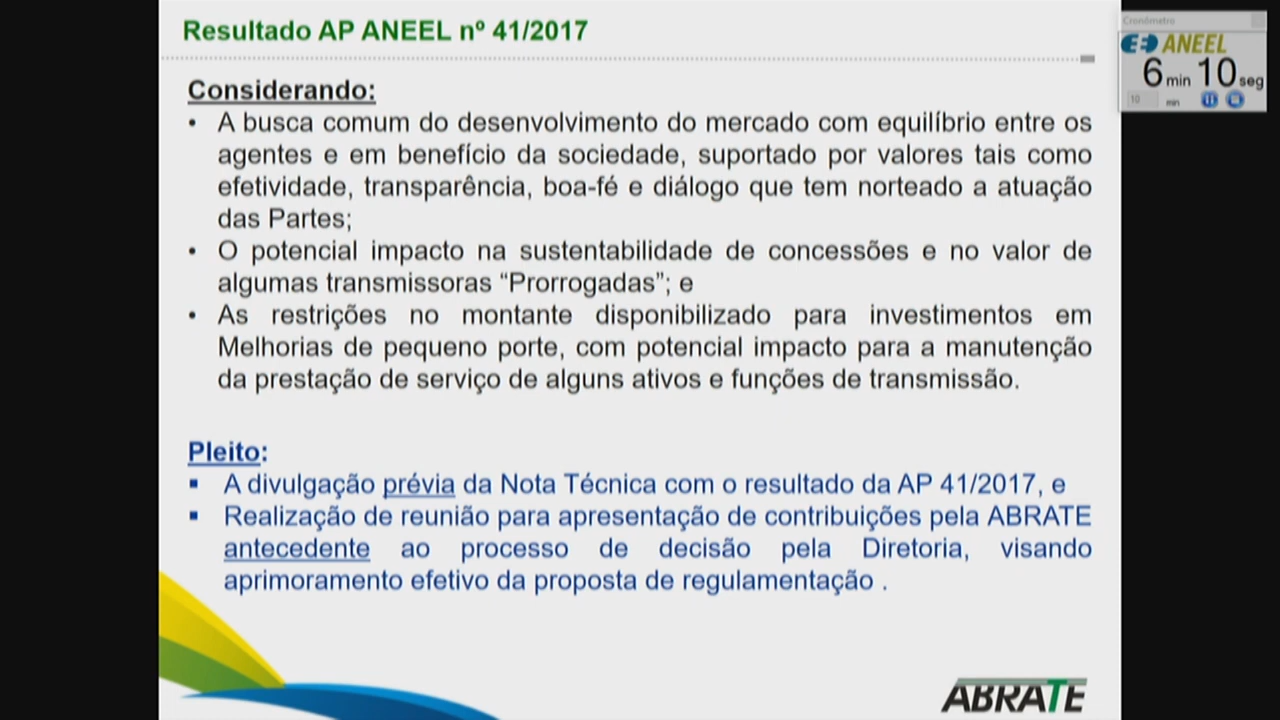 Resultado AP ANEEL nº 41/2017
Considerando:
• A busca comum do desenvolvimento do mercado com equilíbrio entre os
agentes e em benefício da sociedade, suportado por valores tais como
efetividade, transparência, boa-fé e diálogo que tem norteado a atuação
das Partes;
• O potencial impacto na sustentabilidade de concessões e no valor de
algumas transmissoras “Prorrogadas”; e
• As restrições no montante disponibilizado para investimentos em
Melhorias de pequeno porte, com potencial impacto para a manutenção
da prestação de serviço de alguns ativos e funções de transmissão.
Pleito:
▪ A divulgação prévia da Nota Técnica com o resultado da AP 41/2017, e
▪ Realização de reunião para apresentação de contribuições pela ABRATE
antecedente ao processo de decisão pela Diretoria, visando
aprimoramento efetivo da proposta de regulamentação .
ABRATE
Cronômetro
ANEEL
6 min 10 seg
10 min